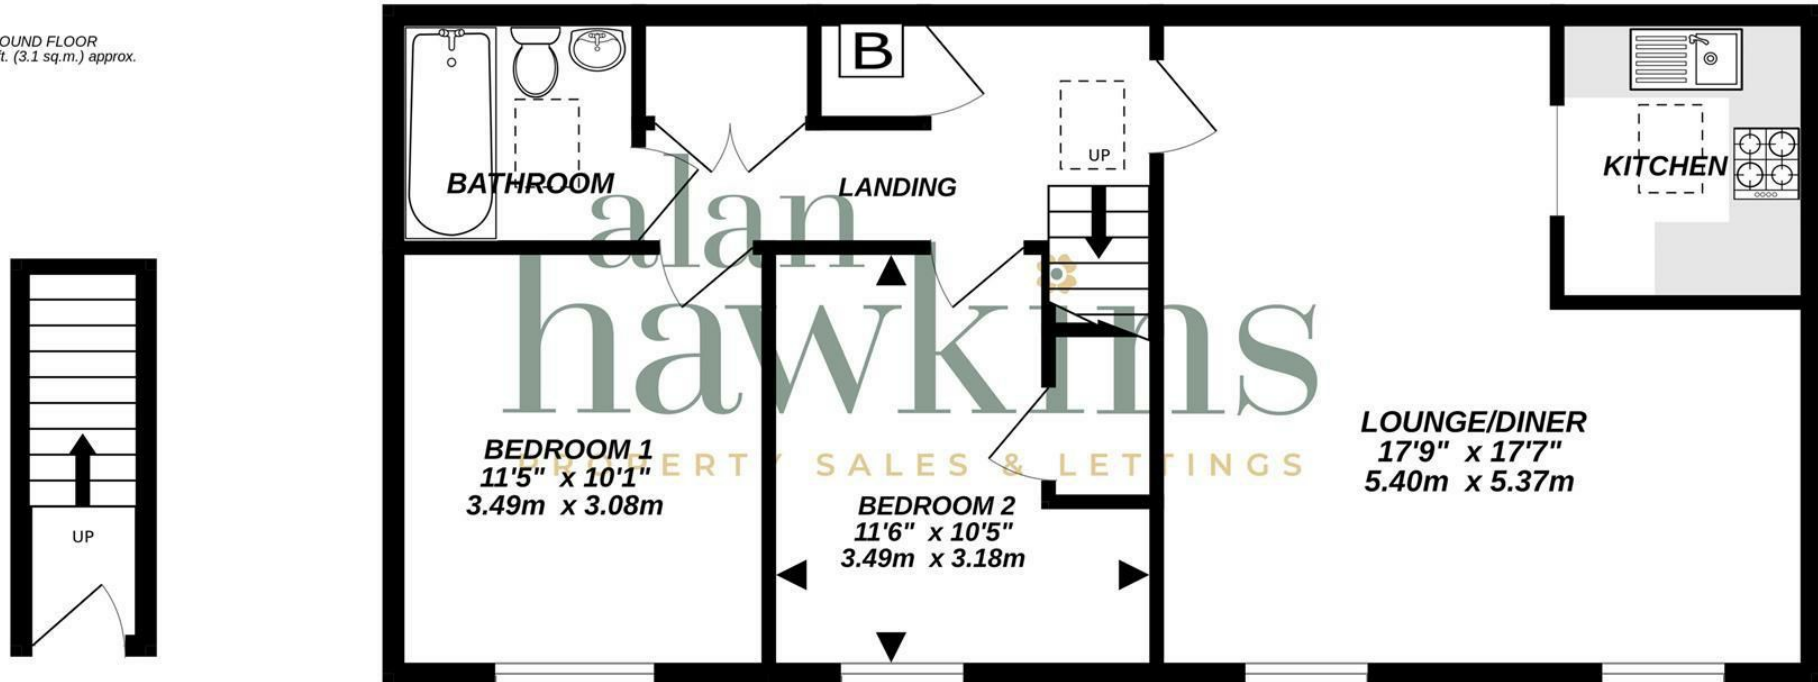 OUND FLOOR
ft. (3.1 sq.m.) approx.
B
UP
BATHROOM
LANDING
KITCHEN
alan
hawkins
PROPERTY SALES & LETTINGS
BEDROOM 1
11'5" x 10'1"
3.49m x 3.08m
BEDROOM 2
11'6" x 10'5"
3.49m x 3.18m
LOUNGE/DINER
17'9" x 17'7"
5.40m x 5.37m
UP